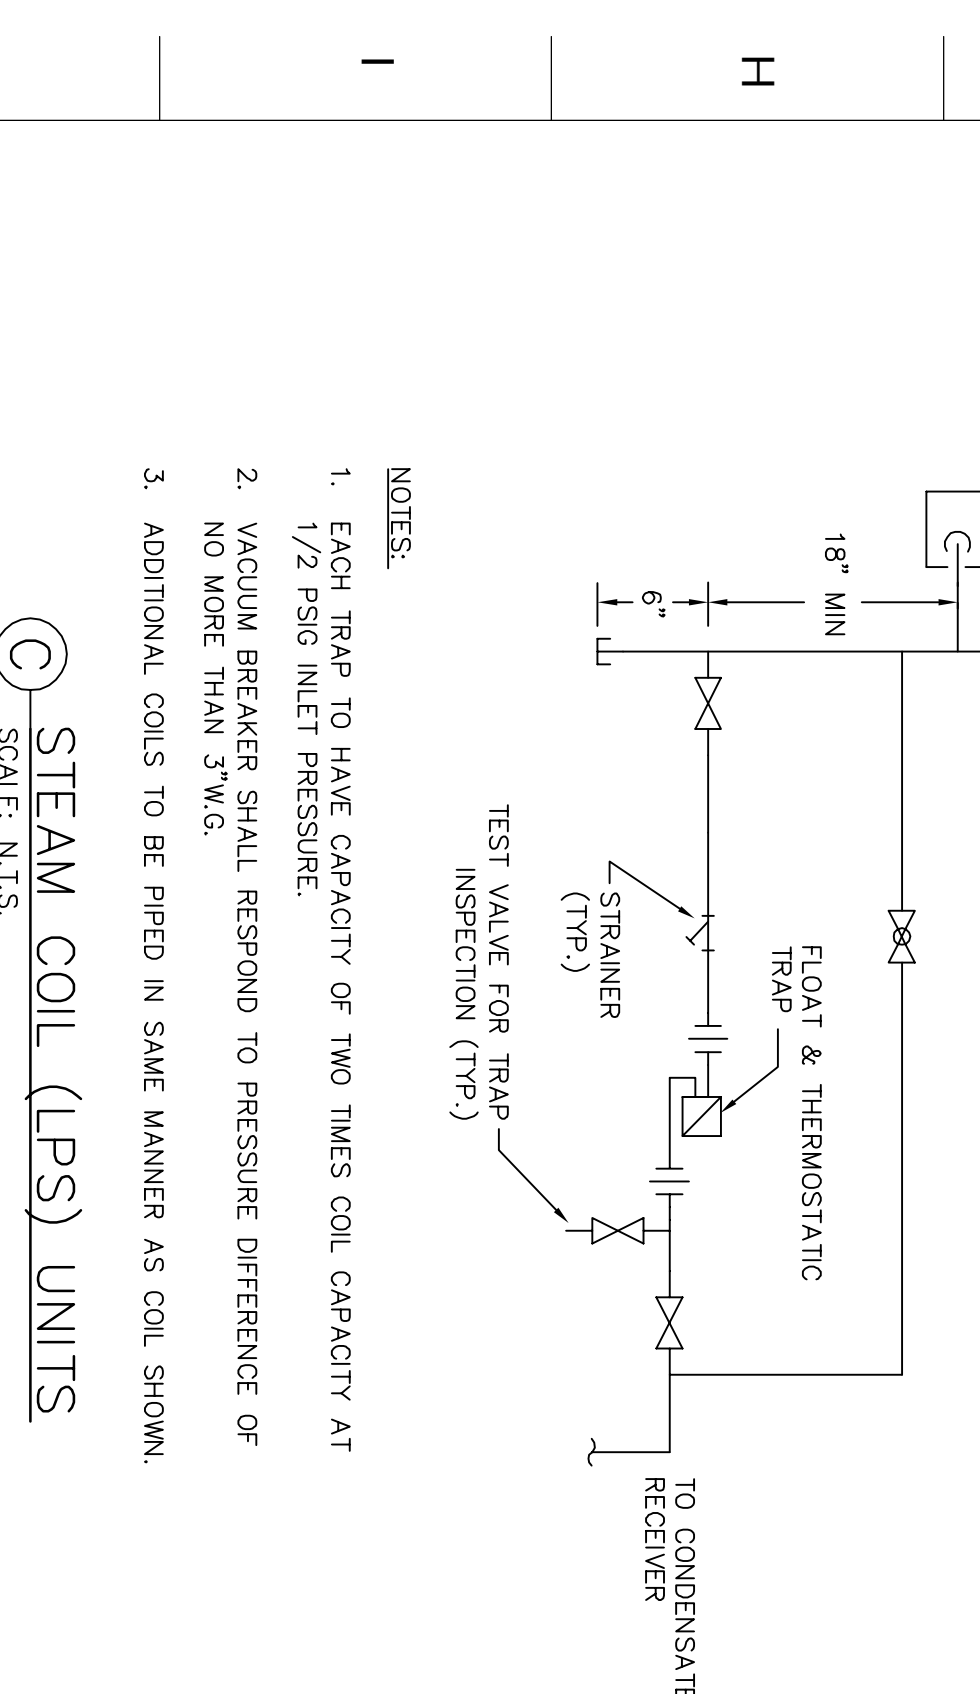 H
I
18" MIN
6"
FLOAT & THERMOSTATIC
TRAP
STRAINER
(TYP.)
TEST VALVE FOR TRAP
INSPECTION (TYP.)
TO CONDENSATE
RECEIVER
NOTES:
1. EACH TRAP TO HAVE CAPACITY OF TWO TIMES COIL CAPACITY AT
1/2 PSIG INLET PRESSURE.
2. VACUUM BREAKER SHALL RESPOND TO PRESSURE DIFFERENCE OF
NO MORE THAN 3"W.G.
3. ADDITIONAL COILS TO BE PIPED IN SAME MANNER AS COIL SHOWN.
C
STEAM COIL (LPS) UNITS
SCALE: N.T.S.